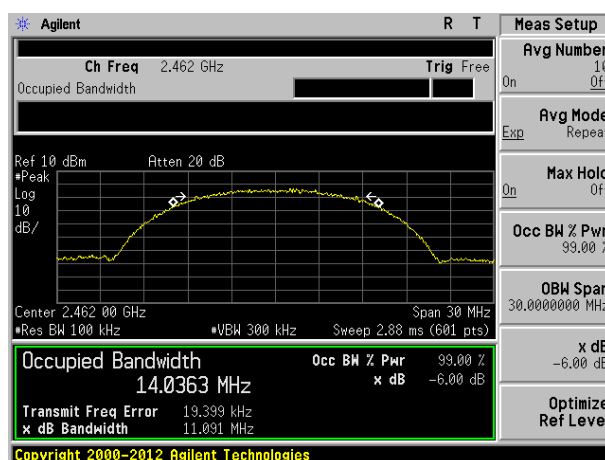 Agilent R T Meas Setup
Ch Freq 2.462 GHz Trig Free
Occupied Bandwidth
Avg Number
10
On Of
Avg Mode
Exp Repea
Ref 10 dBm Atten 20 dB
#Peak
Log
10
dB/
Max Hold
On Of
Occ BW % Pwr
99.00 %
OBW Span
30.0000000 MHz
Center 2.462 00 GHz Span 30 MHz
#Res BW 100 kHz #VBW 300 kHz Sweep 2.88 ms (601 pts)
Occupied Bandwidth Occ BW % Pwr 99.00 %
14.0363 MHz x dB -6.00 dB
Transmit Freq Error 19.399 kHz
x dB Bandwidth 11.091 MHz
x dB
-6.00 dB
Optimize
Ref Leve
Copyright 2000-2012 Agilent Technologies